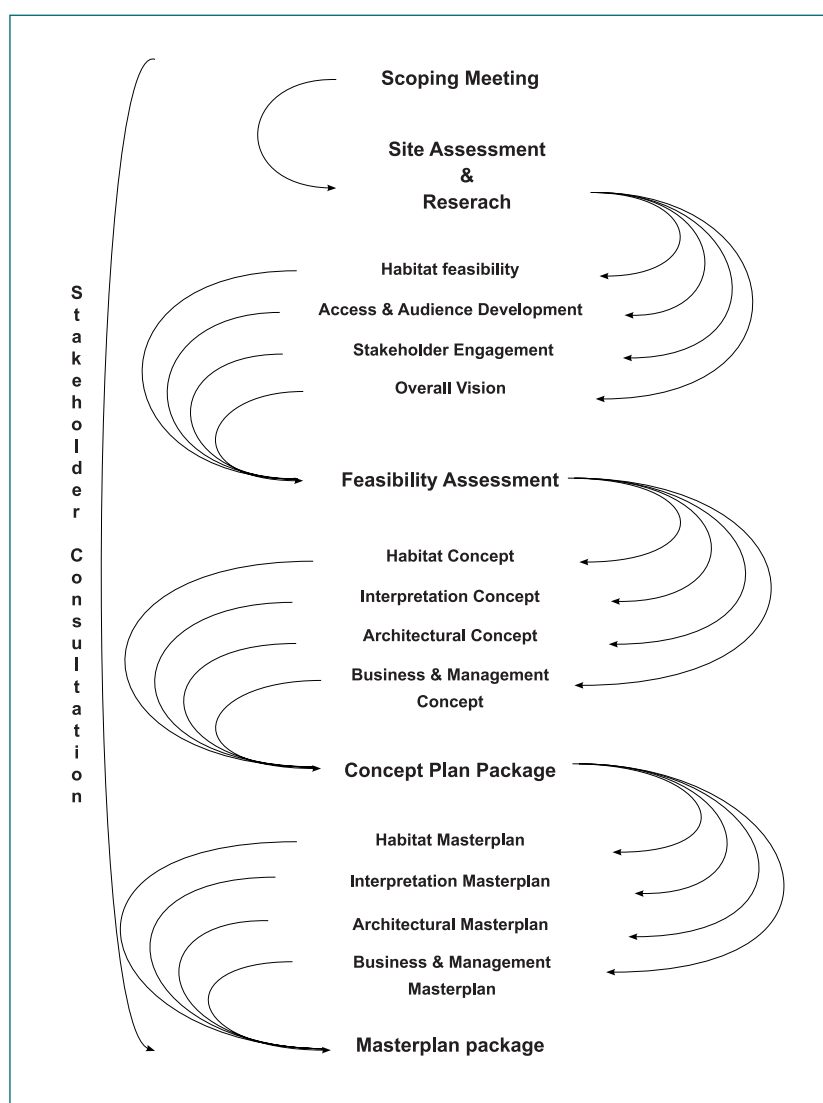 Scoping Meeting
Site Assessment
&
Reserach
Habitat feasibility
Access & Audience Development
Stakeholder Engagement
Overall Vision
Feasibility Assessment
Habitat Concept
Interpretation Concept
Architectural Concept
Business & Management
Concept
Concept Plan Package
Habitat Masterplan
Interpretation Masterplan
Architectural Masterplan
Business & Management
Masterplan
Masterplan package
Stakeholder Consultation